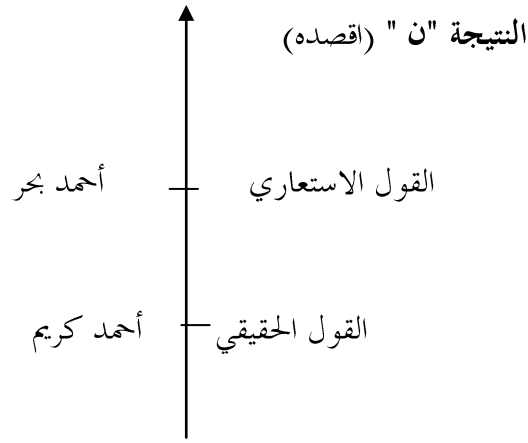 النتيجة "ن " (اقصده)
القول الاستعاري أحمد بحر
القول الحقيقي أحمد كريم